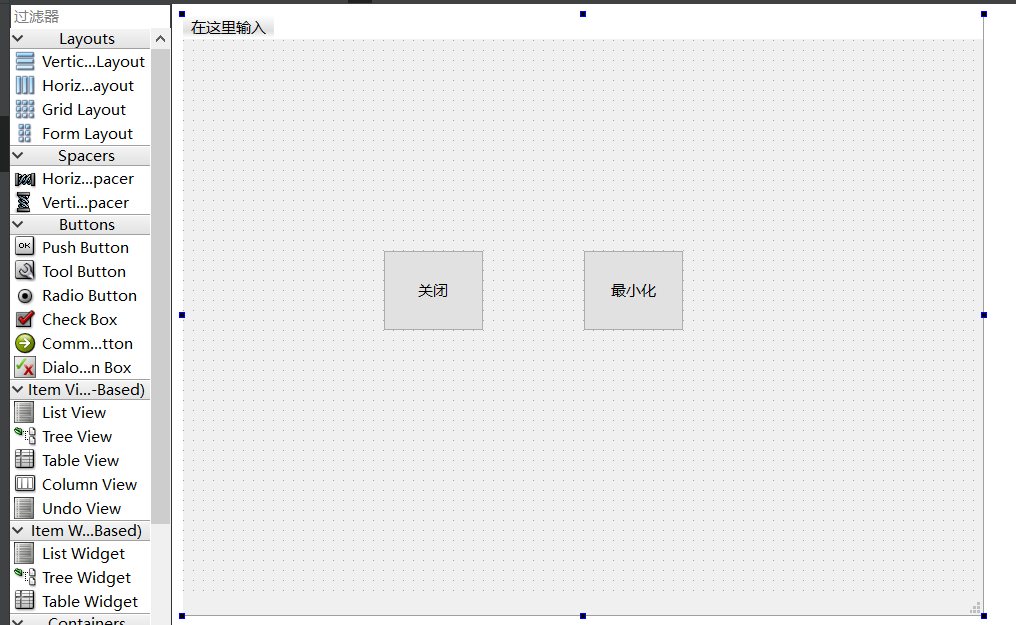 过滤器
Layouts
Vertic...Layout
Horiz...ayout
Grid Layout
Form Layout
Spacers
Horiz...pacer
Verti...pacer
Buttons
OK
Push Button
Tool Button
Radio Button
Check Box
Comm...tton
Dialo...n Box
Item Vi...-Based)
List View
Tree View
Table View
Column View
Undo View
Item W...Based)
List Widget
Tree Widget
Table Widget
Containers
在这里输入
关闭
最小化